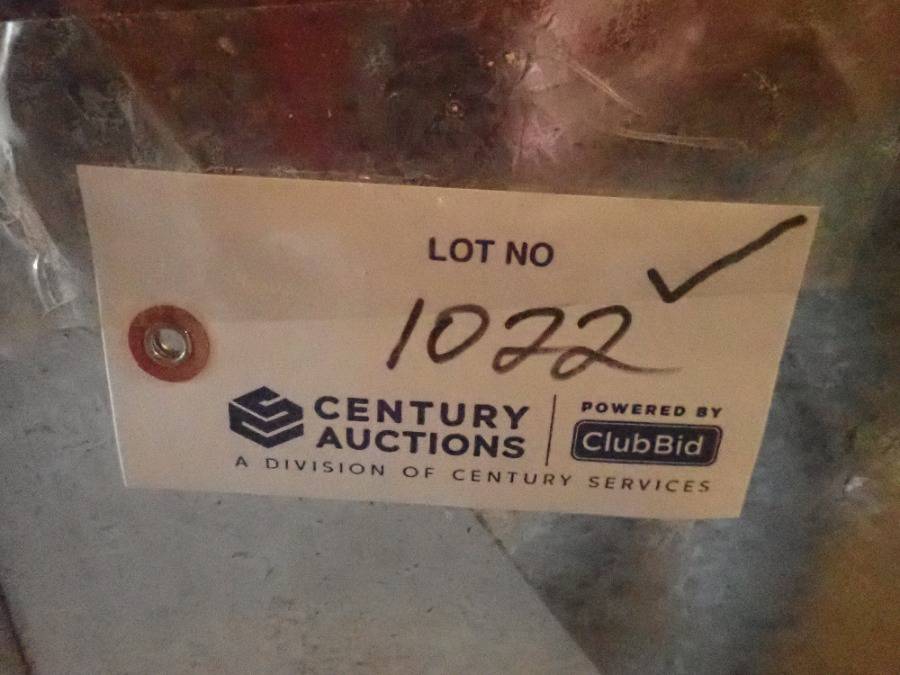 LOT NO
1022 ✓
CENTURY
AUCTIONS
POWERED BY
ClubBid
A DIVISION OF CENTURY SERVICES